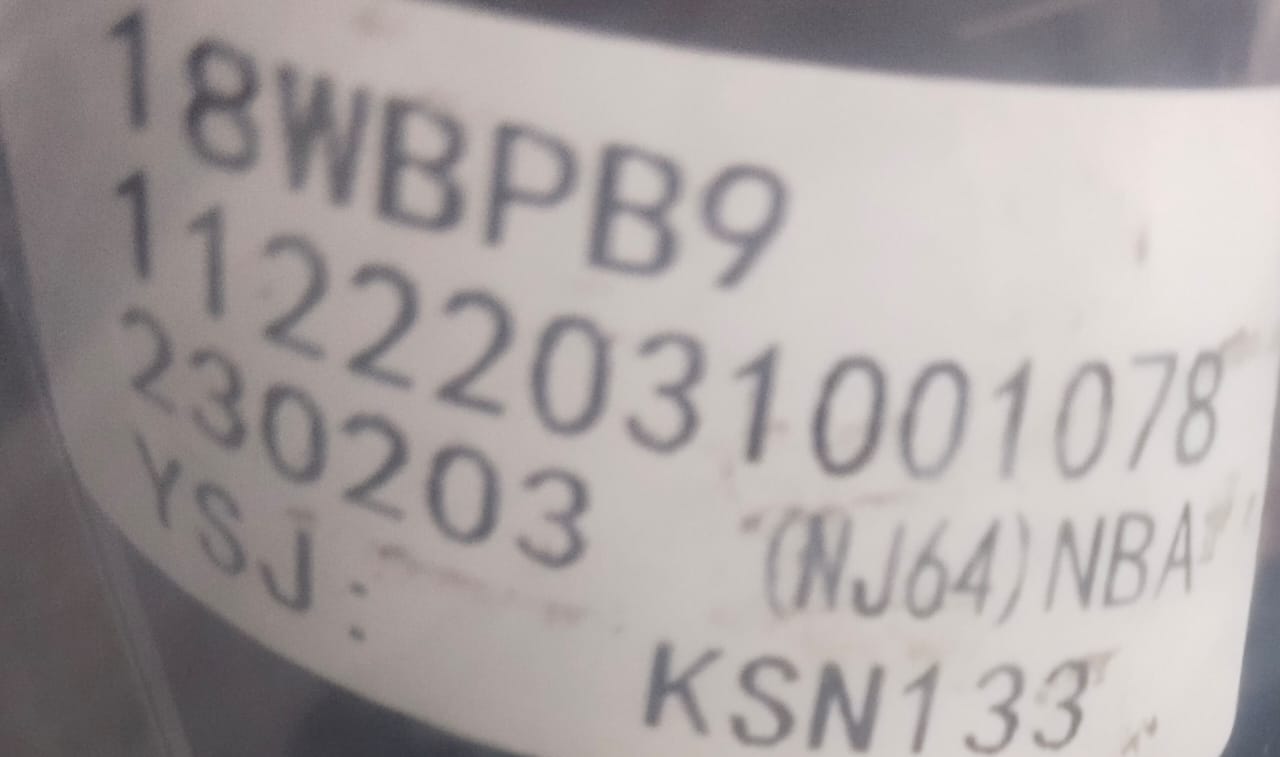 18WBPB9
11222031001078
230203 (NJ64)NBA
YSJ: KSN133